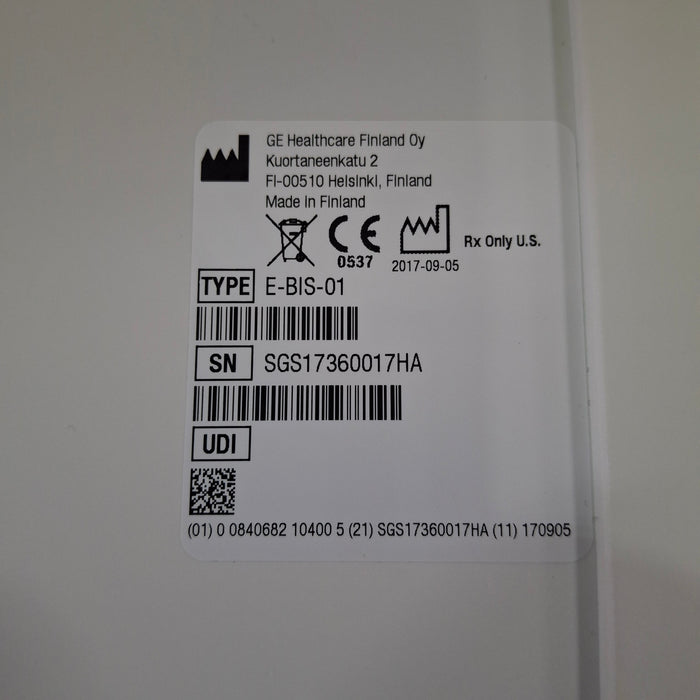 GE Healthcare Finland Oy
Kuortaneenkatu 2
FI-00510 Helsinki, Finland
Made in Finland
CE
0537
2017-09-05
Rx Only U.S.
TYPE E-BIS-01
SN SGS17360017HA
UDI
(01) 0 0840682 10400 5 (21) SGS17360017HA (11) 170905